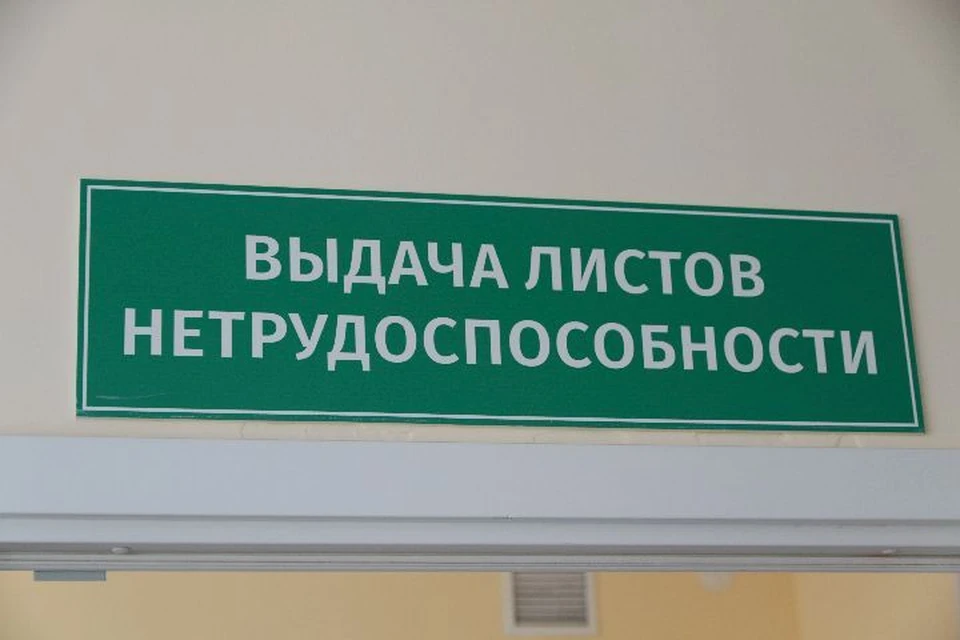 ВЫДАЧА ЛИСТОВ
НЕТРУДОСПОСОБНОСТИ